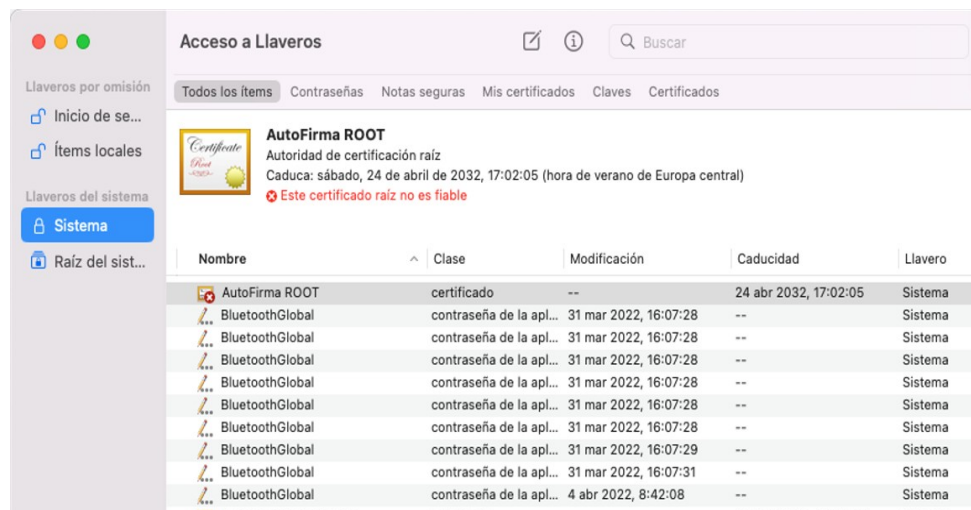 Acceso a Llaveros
Buscar
Llaveros por omisión
Inicio de se...
Ítems locales
Llaveros del sistema
Sistema
Raíz del sist...
Todos los ítems Contraseñas Notas seguras Mis certificados Claves Certificados
Certificate
Root
AutoFirma ROOT
Autoridad de certificación raíz
Caduca: sábado, 24 de abril de 2032, 17:02:05 (hora de verano de Europa central)
Este certificado raíz no es fiable
Nombre Clase Modificación Caducidad Llavero
AutoFirma ROOT certificado -- 24 abr 2032, 17:02:05 Sistema
BluetoothGlobal contraseña de la apl... 31 mar 2022, 16:07:28 -- Sistema
BluetoothGlobal contraseña de la apl... 31 mar 2022, 16:07:28 -- Sistema
BluetoothGlobal contraseña de la apl... 31 mar 2022, 16:07:28 -- Sistema
BluetoothGlobal contraseña de la apl... 31 mar 2022, 16:07:28 -- Sistema
BluetoothGlobal contraseña de la apl... 31 mar 2022, 16:07:28 -- Sistema
BluetoothGlobal contraseña de la apl... 31 mar 2022, 16:07:28 -- Sistema
BluetoothGlobal contraseña de la apl... 31 mar 2022, 16:07:29 -- Sistema
BluetoothGlobal contraseña de la apl... 31 mar 2022, 16:07:31 -- Sistema
BluetoothGlobal contraseña de la apl... 4 abr 2022, 8:42:08 -- Sistema